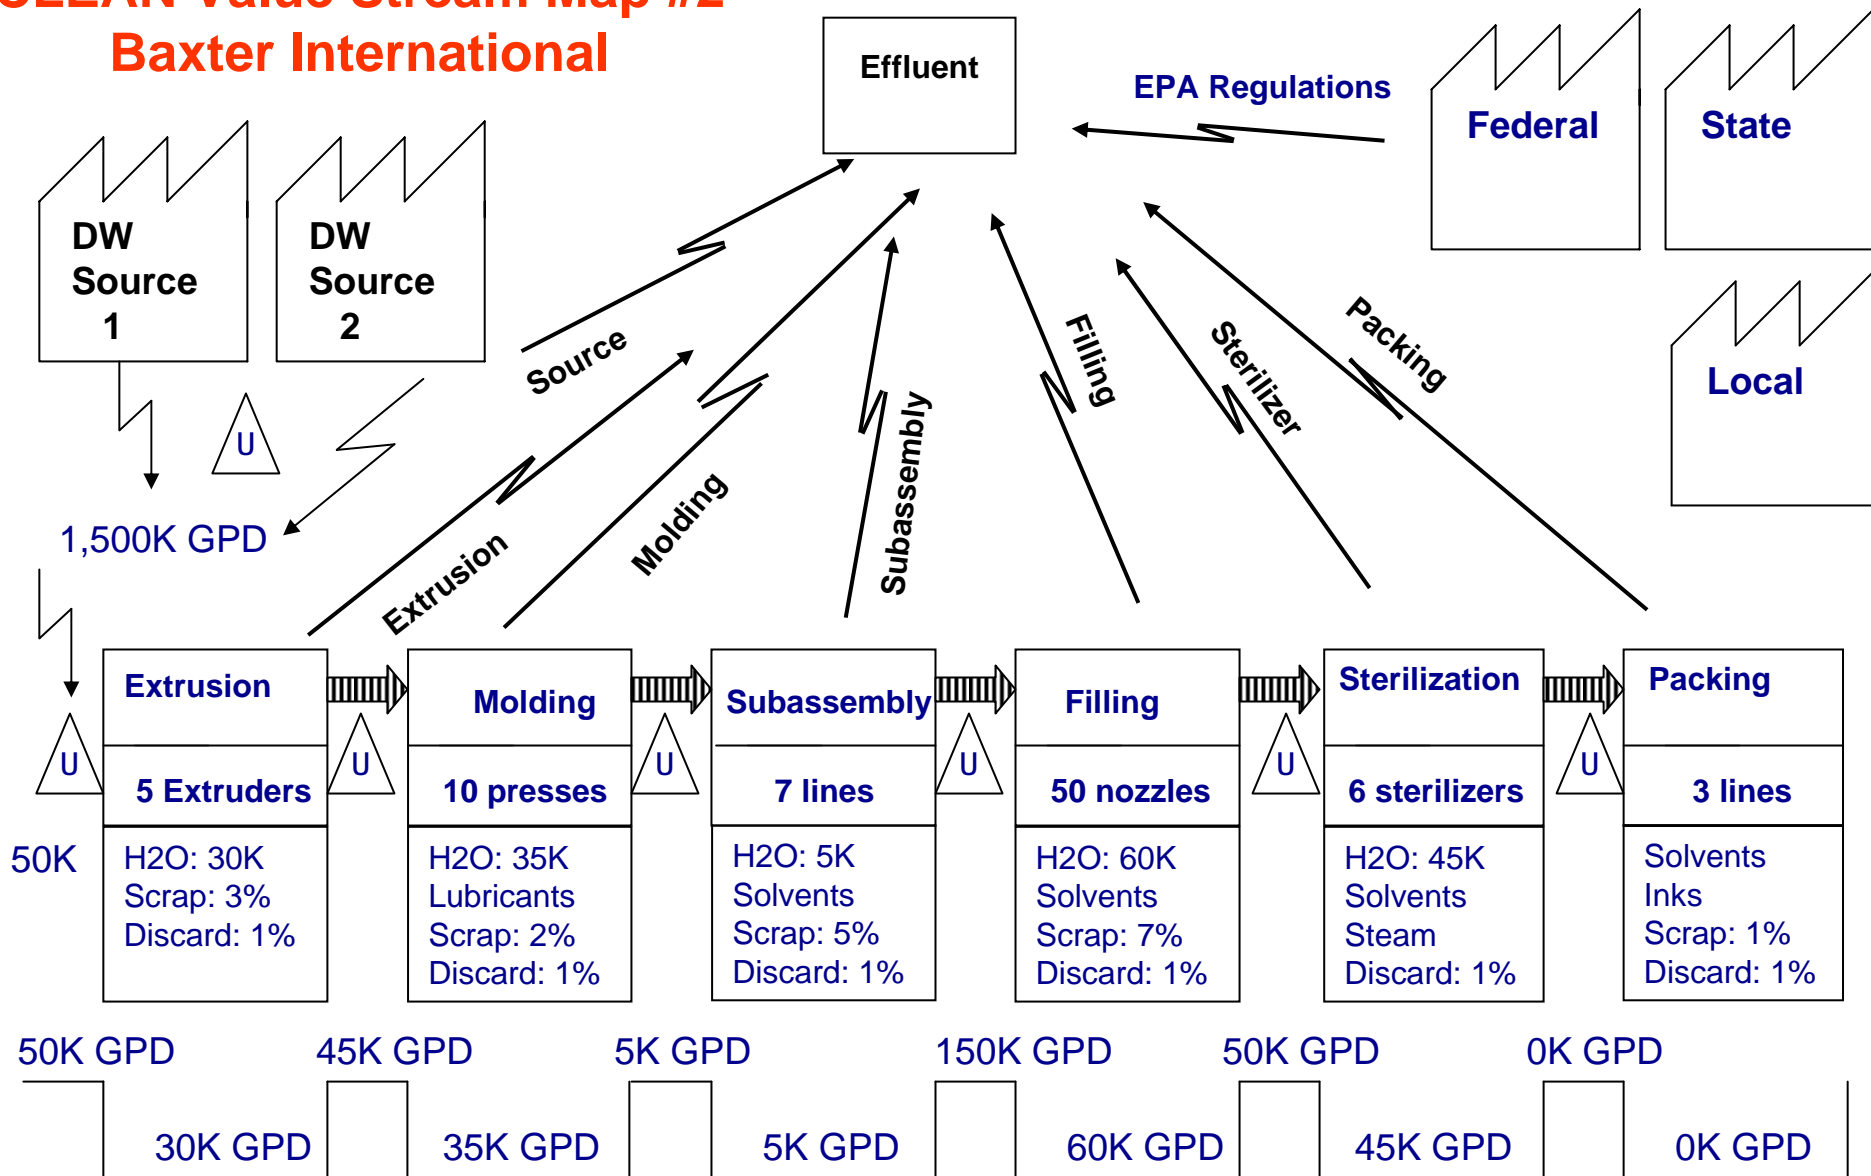 CLEAN Value Stream Map #2
Baxter International
Effluent
EPA Regulations
Federal
State
Local
DW
Source
1
DW
Source
2
U
1,500K GPD
Source
Extrusion
Molding
Subassembly
Filling
Sterilizer
Packing
Extrusion
Molding
Subassembly
Filling
Sterilization
Packing
U
U
U
U
U
U
5 Extruders
10 presses
7 lines
50 nozzles
6 sterilizers
3 lines
50K
H2O: 30K
Scrap: 3%
Discard: 1%
H2O: 35K
Lubricants
Scrap: 2%
Discard: 1%
H2O: 5K
Solvents
Scrap: 5%
Discard: 1%
H2O: 60K
Solvents
Scrap: 7%
Discard: 1%
H2O: 45K
Solvents
Steam
Discard: 1%
Solvents
Inks
Scrap: 1%
Discard: 1%
50K GPD
45K GPD
5K GPD
150K GPD
50K GPD
0K GPD
30K GPD
35K GPD
5K GPD
60K GPD
45K GPD
0K GPD